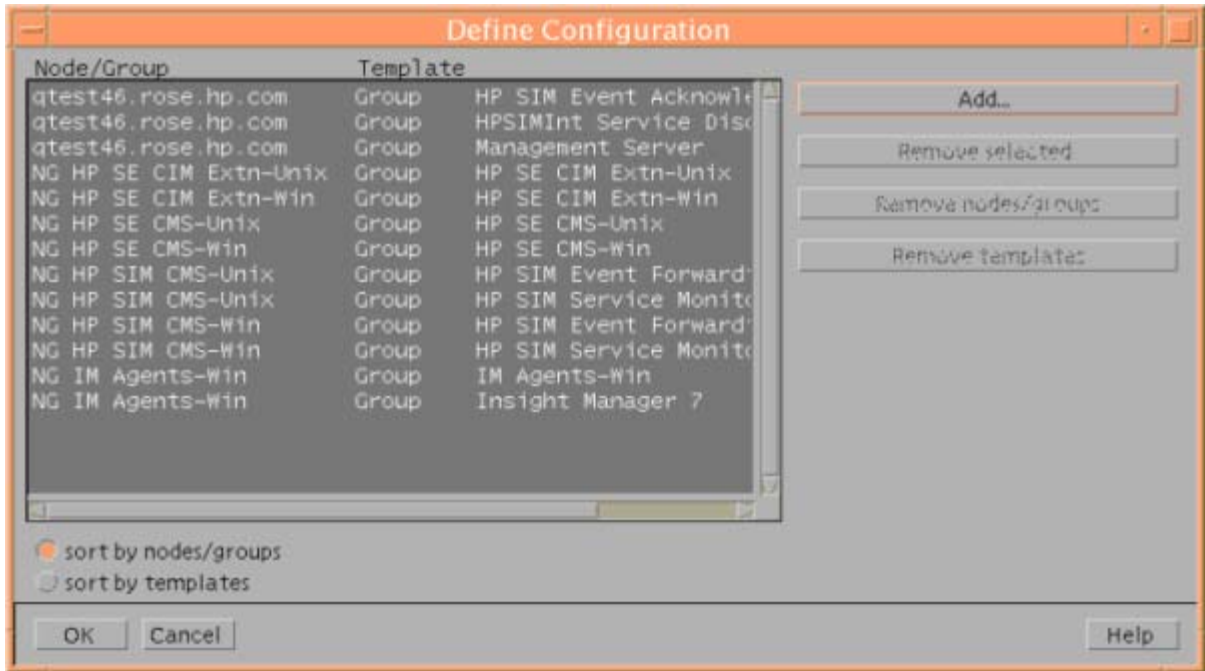 Define Configuration
Node/Group Template
qtest46.rose.hp.com Group HP SIM Event Acknowle
qtest46.rose.hp.com Group HPSIMInt Service Disc
qtest46.rose.hp.com Group Management Server
NG HP SE CIM Extn-Unix Group HP SE CIM Extn-Unix
NG HP SE CIM Extn-Win Group HP SE CIM Extn-Win
NG HP SE CMS-Unix Group HP SE CMS-Unix
NG HP SE CMS-Win Group HP SE CMS-Win
NG HP SIM CMS-Unix Group HP SIM Event Forward
NG HP SIM CMS-Unix Group HP SIM Service Monito
NG HP SIM CMS-Win Group HP SIM Event Forward
NG HP SIM CMS-Win Group HP SIM Service Monito
NG IM Agents-Win Group IM Agents-Win
NG IM Agents-Win Group Insight Manager 7
Add...
Remove selected
Remove nodes/groups
Remove templates
sort by nodes/groups
sort by templates
OK Cancel Help